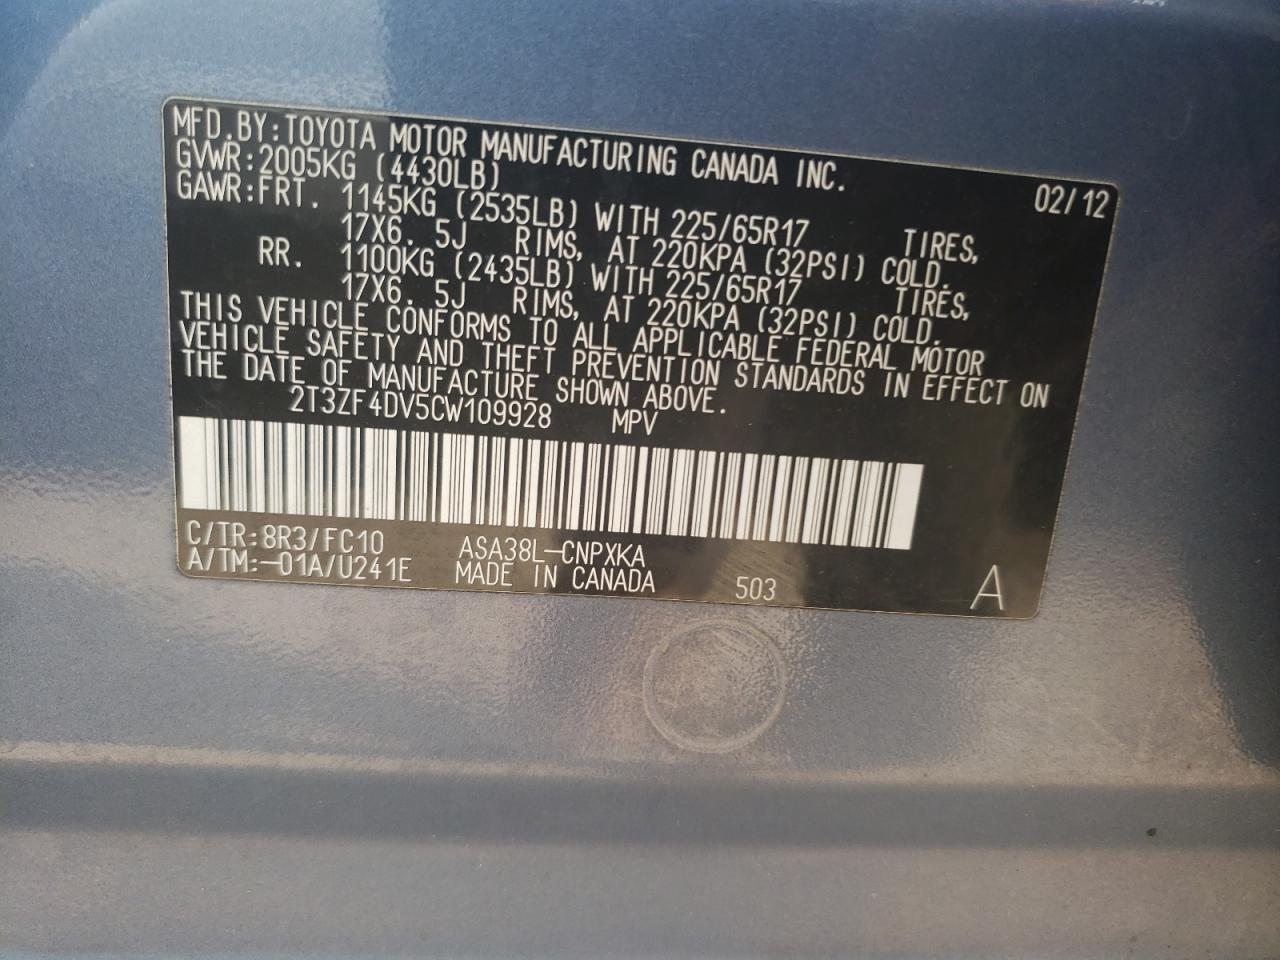 MFD.BY:TOYOTA MOTOR MANUFACTURING CANADA INC. 02/12
GVWR:2005KG (4430LB)
GAWR:FRT. 1145KG (2535LB) WITH 225/65R17 TIRES,
17X6. 5J RIMS, AT 220KPA (32PSI) COLD.
RR. 1100KG (2435LB) WITH 225/65R17 TIRES,
17X6. 5J RIMS, AT 220KPA (32PSI) COLD.
THIS VEHICLE CONFORMS TO ALL APPLICABLE FEDERAL MOTOR
VEHICLE SAFETY AND THEFT PREVENTION STANDARDS IN EFFECT ON
THE DATE OF MANUFACTURE SHOWN ABOVE.
2T3ZF4DV5CW109928 MPV
C/TR:8R3/FC10 ASA38L-CNPXKA
A/TM:-01A/U241E MADE IN CANADA 503 A